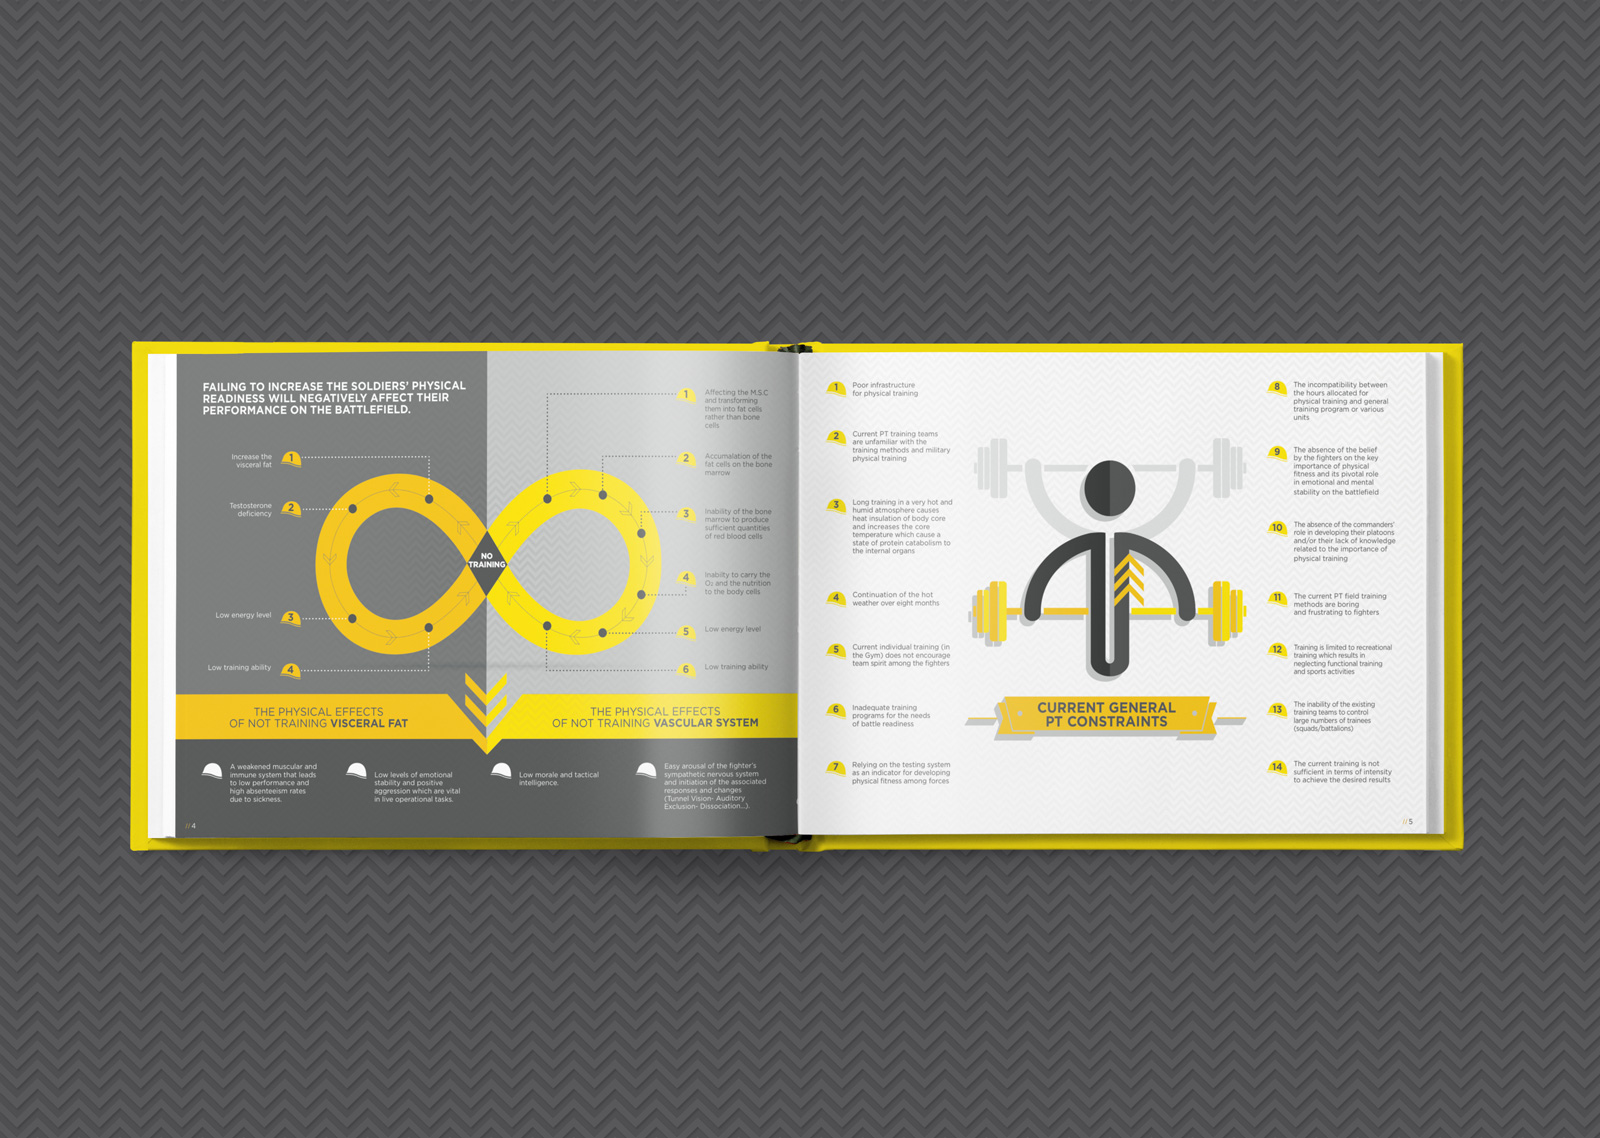 FAILING TO INCREASE THE SOLDIERS' PHYSICAL
READINESS WILL NEGATIVELY AFFECT THEIR
PERFORMANCE ON THE BATTLEFIELD.
1
Increase the
visceral fat
2
Testosterone
deficiency
3
Low energy level
4
Low training ability
NO
TRAINING
1
Affecting the M.S.C
and transforming
them into fat cells
rather than bone
cells
2
Accumalation of the
fat cells on the bone
marrow
3
Inability of the bone
marrow to produce
sufficient quantities
of red blood cells
4
Inability to carry the
O₂ and the nutrition
to the body cells
5
Low energy level
6
Low training ability
THE PHYSICAL EFFECTS
OF NOT TRAINING VISCERAL FAT
THE PHYSICAL EFFECTS
OF NOT TRAINING VASCULAR SYSTEM
A weakened muscular and
immune system that leads
to low performance and
high absenteeism rates
due to sickness.
Low levels of emotional
stability and positive
aggression which are vital
in live operational tasks.
Low morale and tactical
intelligence.
Easy arousal of the fighter's
sympathetic nervous system
and initiation of the associated
responses and changes
(Tunnel Vision- Auditory
Exclusion- Dissociation...).
// 4
1
Poor infrastructure
for physical training
2
Current PT training teams
are unfamiliar with the
training methods and military
physical training
3
Long training in a very hot and
humid atmosphere causes
heat insulation of body core
and increases the core
temperature which cause a
state of protein catabolism to
the internal organs
4
Continuation of the hot
weather over eight months
5
Current individual training (in
the Gym) does not encourage
team spirit among the fighters
6
Inadequate training
programs for the needs
of battle readiness
7
Relying on the testing system
as an indicator for developing
physical fitness among forces
CURRENT GENERAL
PT CONSTRAINTS
8
The incompatibility between
the hours allocated for
physical training and general
training program or various
units
9
The absence of the belief
by the fighters on the key
importance of physical
fitness and its pivotal role
in emotional and mental
stability on the battlefield
10
The absence of the commanders'
role in developing their platoons
and/or their lack of knowledge
related to the importance of
physical training
11
The current PT field training
methods are boring
and frustrating to fighters
12
Training is limited to recreational
training which results in
neglecting functional training
and sports activities
13
The inability of the existing
training teams to control
large numbers of trainees
(squads/battalions)
14
The current training is not
sufficient in terms of intensity
to achieve the desired results
// 5